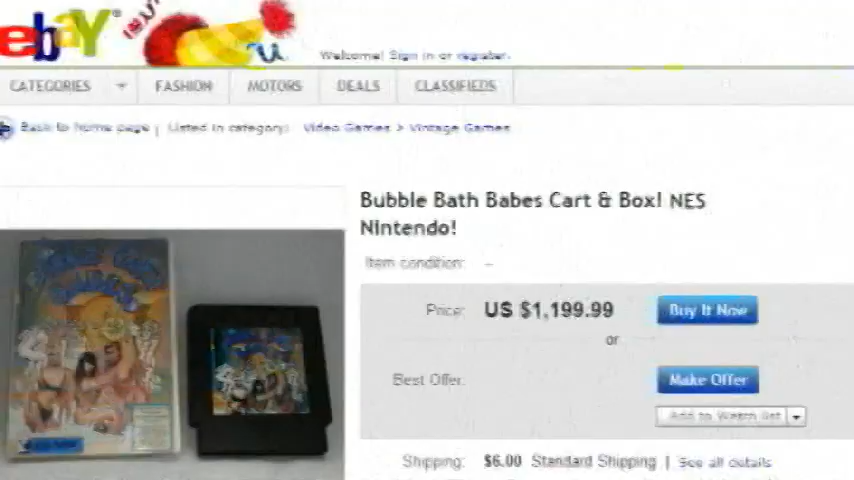 ebaY
Welcome! Sign in or register.
CATEGORIES FASHION MOTORS DEALS CLASSIFIEDS
Back to home page | Listed in category: Video Games > Vintage Games
Bubble Bath Babes Cart & Box! NES
Nintendo!
Item condition: --
Price: US $1,199.99 Buy It Now
or
Best Offer: Make Offer
Add to Watch list
Shipping: $6.00 Standard Shipping | See all details